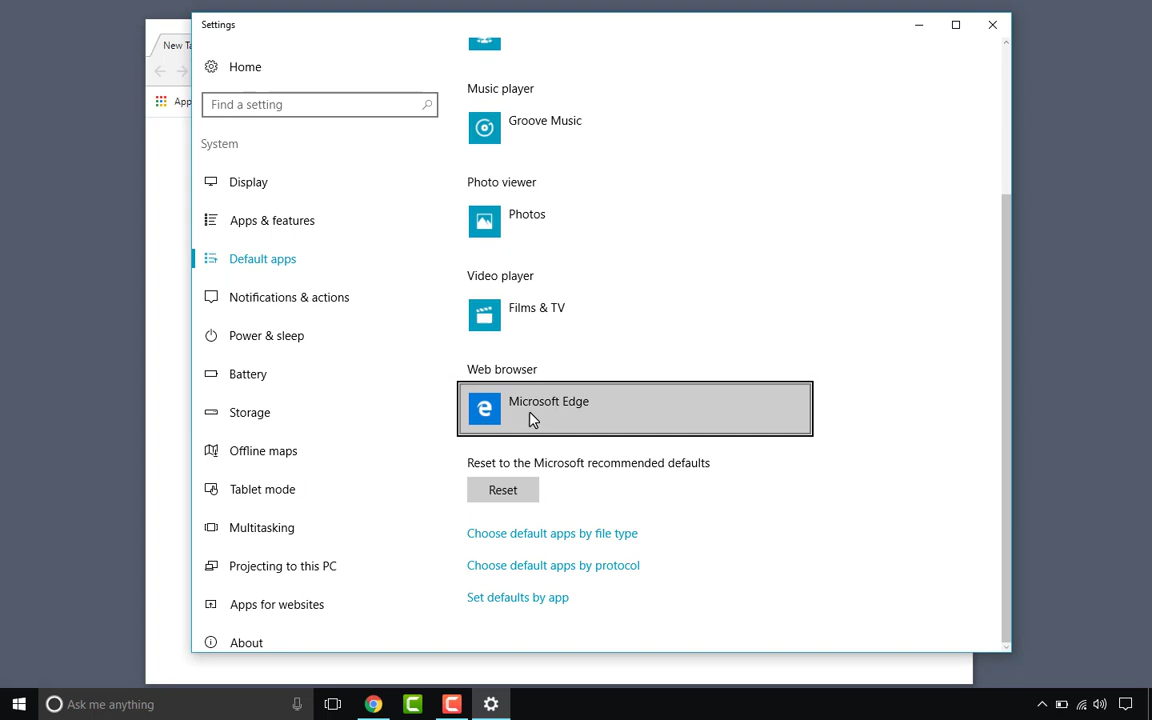 New Ta
App
Settings
Home
Find a setting
System
Display
Apps & features
Default apps
Notifications & actions
Power & sleep
Battery
Storage
Offline maps
Tablet mode
Multitasking
Projecting to this PC
Apps for websites
About
Music player
Groove Music
Photo viewer
Photos
Video player
Films & TV
Web browser
Microsoft Edge
Reset to the Microsoft recommended defaults
Reset
Choose default apps by file type
Choose default apps by protocol
Set defaults by app
Ask me anything